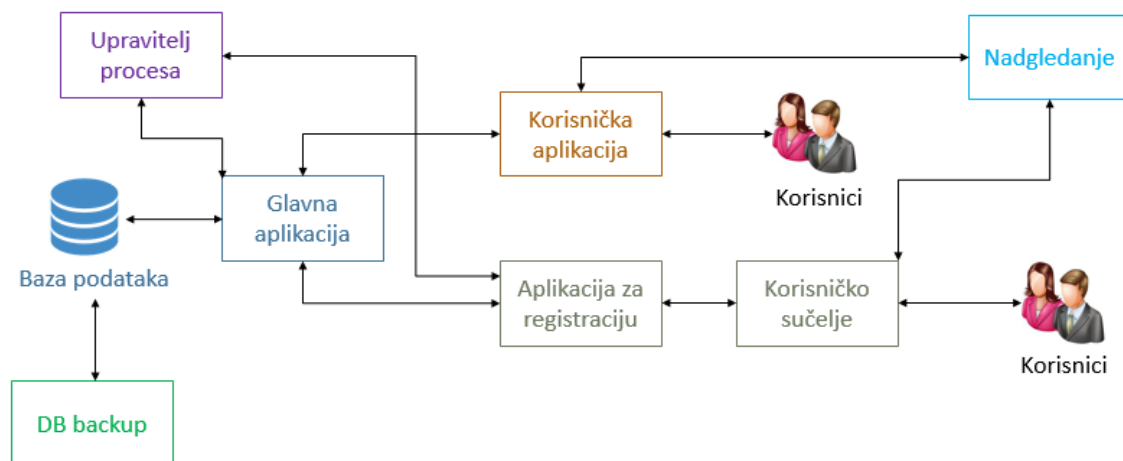 Upravitelj
procesa
Nadgledanje
Korisnička
aplikacija
Korisnici
Glavna
aplikacija
Baza podataka
Aplikacija za
registraciju
Korisničko
sučelje
Korisnici
DB backup